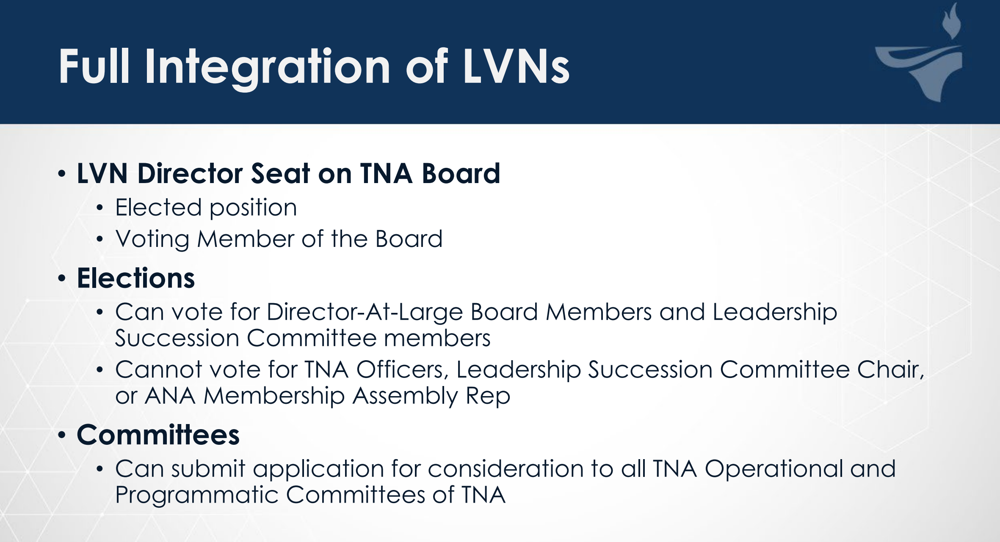 Full Integration of LVNs
• LVN Director Seat on TNA Board
• Elected position
• Voting Member of the Board
• Elections
• Can vote for Director-At-Large Board Members and Leadership
Succession Committee members
• Cannot vote for TNA Officers, Leadership Succession Committee Chair,
or ANA Membership Assembly Rep
• Committees
• Can submit application for consideration to all TNA Operational and
Programmatic Committees of TNA